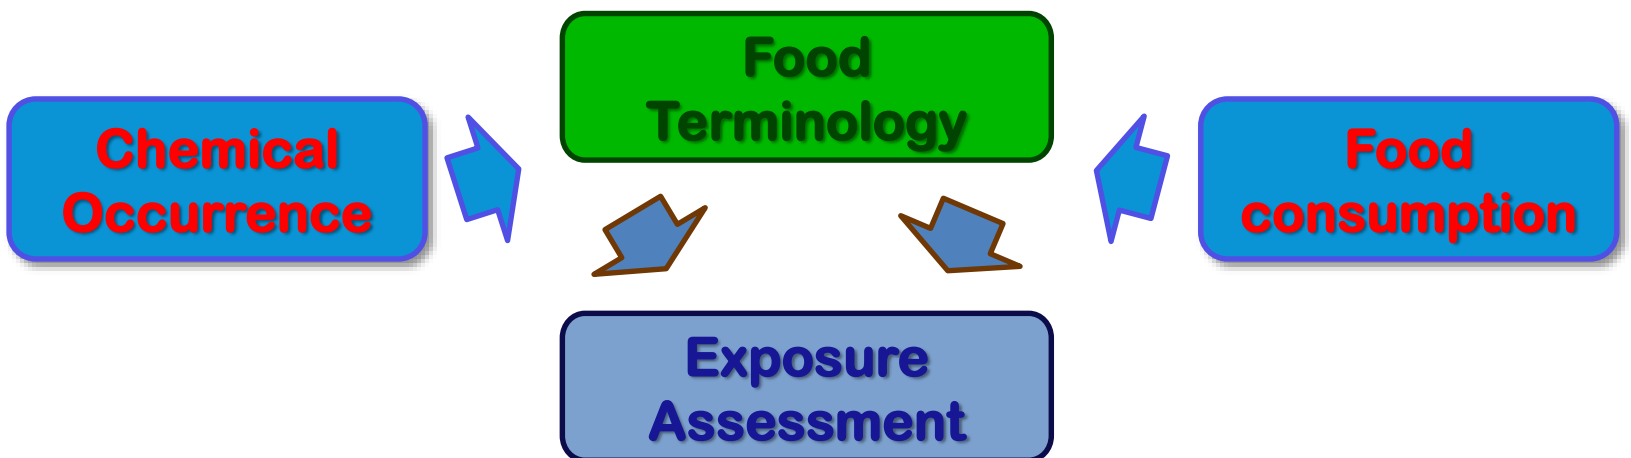 Food
Terminology
Chemical
Occurrence
Food
consumption
Exposure
Assessment